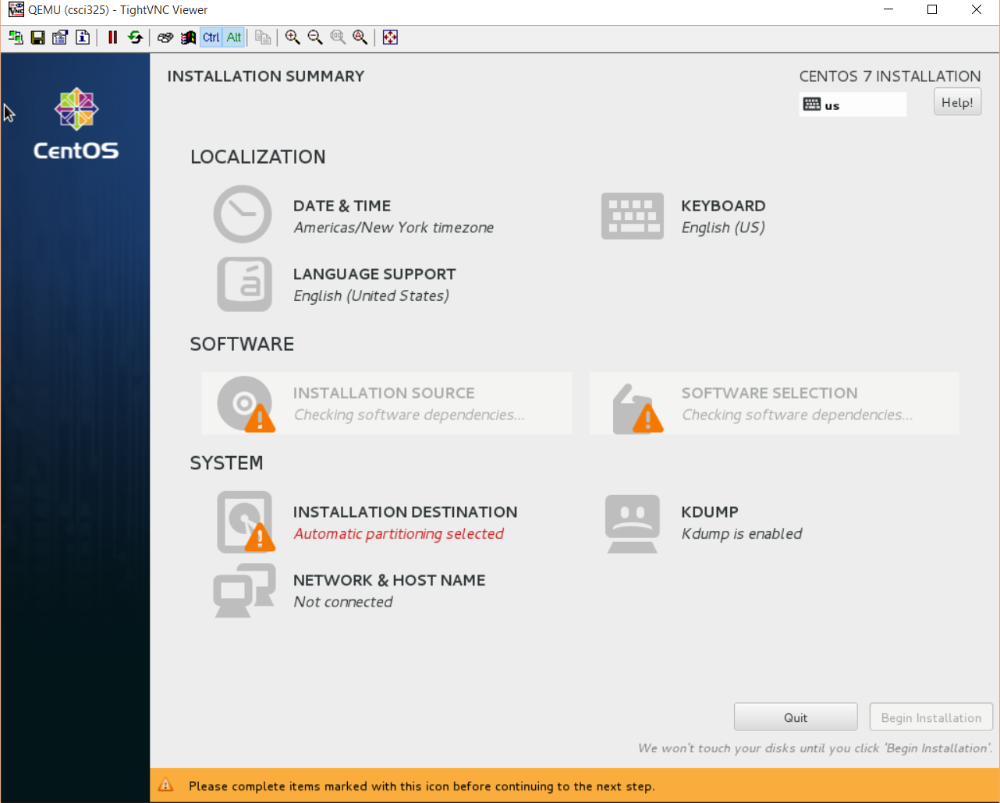 QEMU (csci325) - TightVNC Viewer
Ctrl Alt
INSTALLATION SUMMARY
CENTOS 7 INSTALLATION
us
Help!
CentOS
LOCALIZATION
DATE & TIME
Americas/New York timezone
KEYBOARD
English (US)
LANGUAGE SUPPORT
English (United States)
SOFTWARE
INSTALLATION SOURCE
Checking software dependencies...
SOFTWARE SELECTION
Checking software dependencies...
SYSTEM
INSTALLATION DESTINATION
Automatic partitioning selected
KDUMP
Kdump is enabled
NETWORK & HOST NAME
Not connected
Quit
Begin Installation
We won't touch your disks until you click 'Begin Installation'.
Please complete items marked with this icon before continuing to the next step.